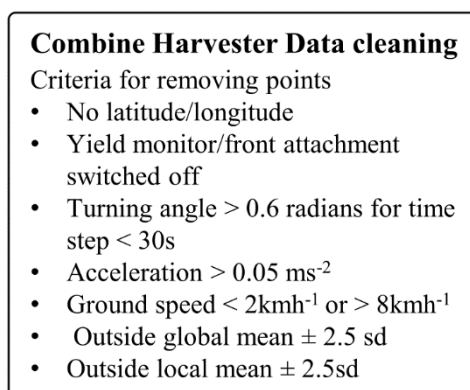 Combine Harvester Data cleaning
Criteria for removing points
• No latitude/longitude
• Yield monitor/front attachment
switched off
• Turning angle > 0.6 radians for time
step < 30s
• Acceleration > 0.05 ms⁻²
• Ground speed < 2kmh⁻¹ or > 8kmh⁻¹
• Outside global mean ± 2.5 sd
• Outside local mean ± 2.5sd